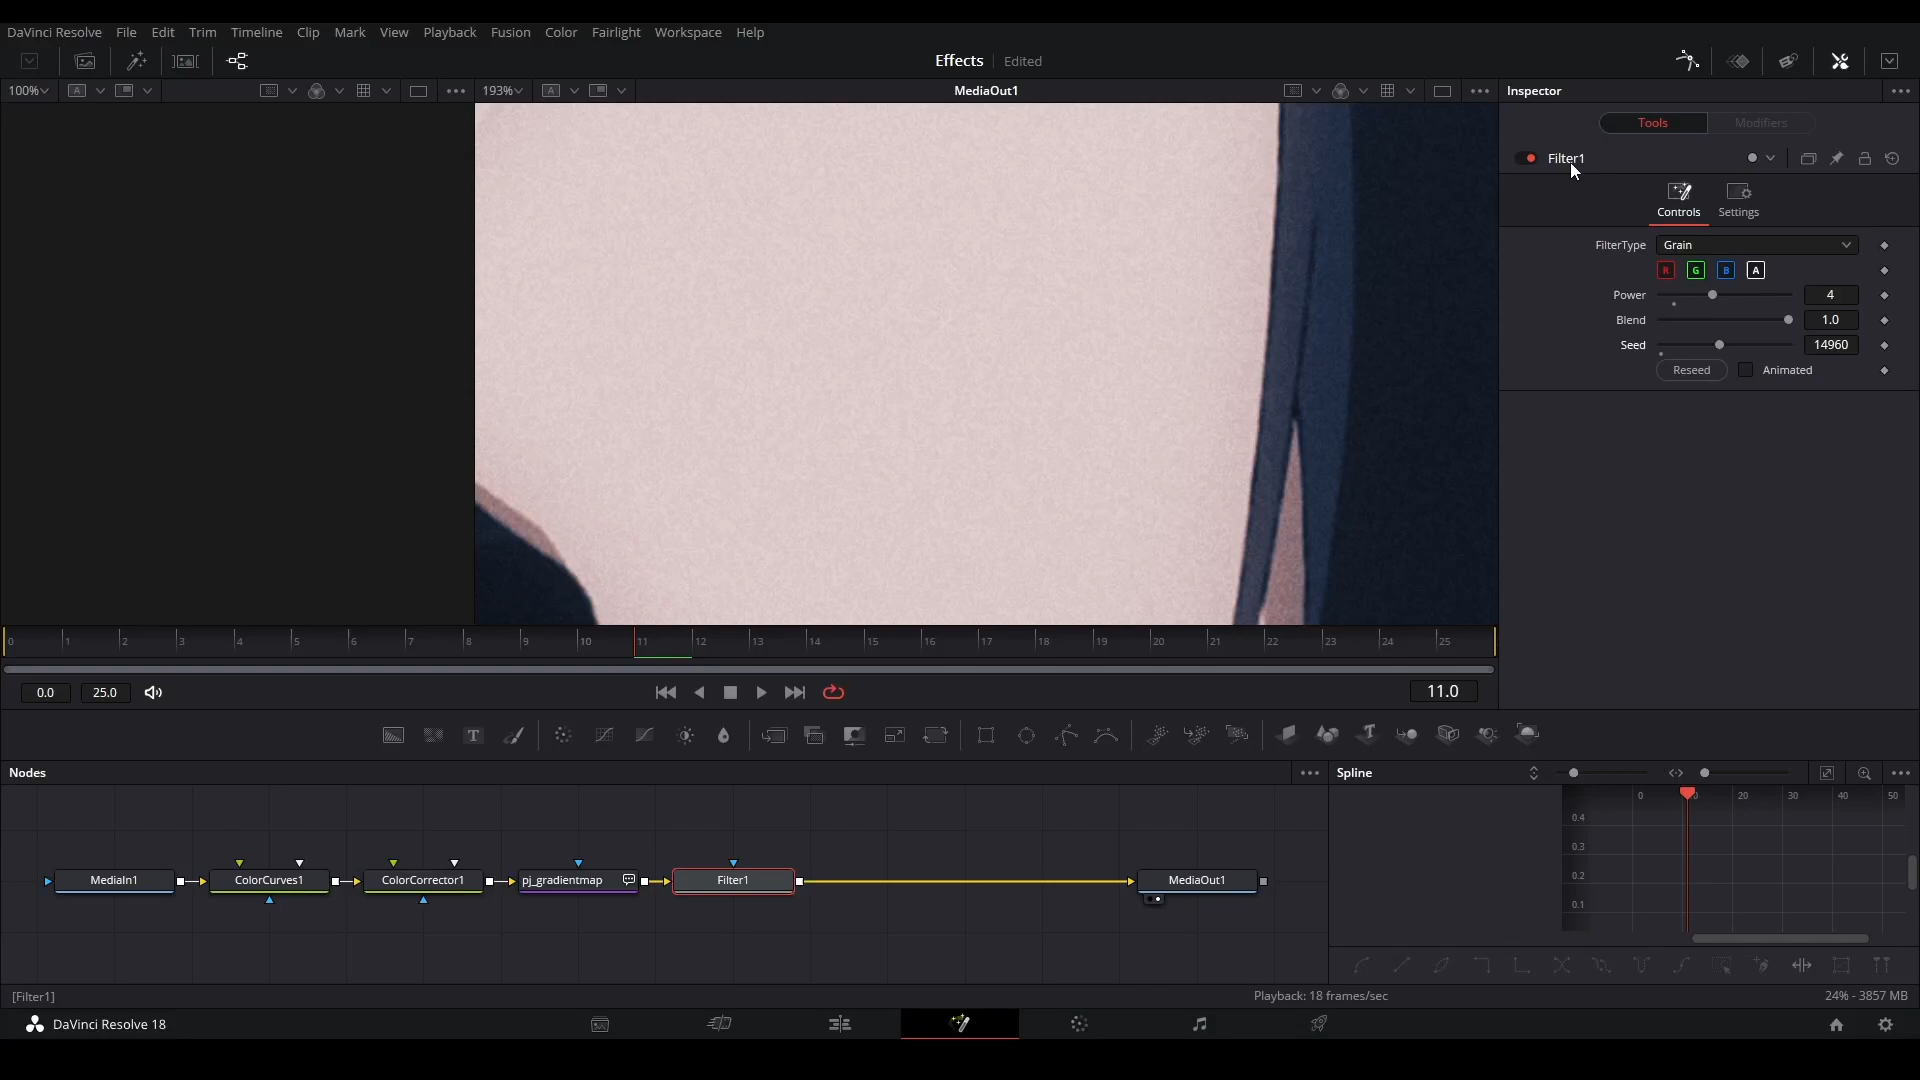 DaVinci Resolve File Edit Trim Timeline Clip Mark View Playback Fusion Color Fairlight Workspace Help
Effects Edited
100% A 193% A MediaOut1 Inspector
Tools Modifiers
Filter1
Controls Settings
FilterType Grain
R G B A
Power 4
Blend 1.0
Seed 14960
Reseed Animated
0 1 2 3 4 5 6 7 8 9 10 11 12 13 14 15 16 17 18 19 20 21 22 23 24 25
0.0 25.0 11.0
T T
Nodes Spline
0 20 30 40 50
0.4
0.3
0.2
0.1
MediaIn1 ColorCurves1 ColorCorrector1 pj_gradientmap Filter1 MediaOut1
[Filter1] Playback: 18 frames/sec 24% - 3857 MB
DaVinci Resolve 18